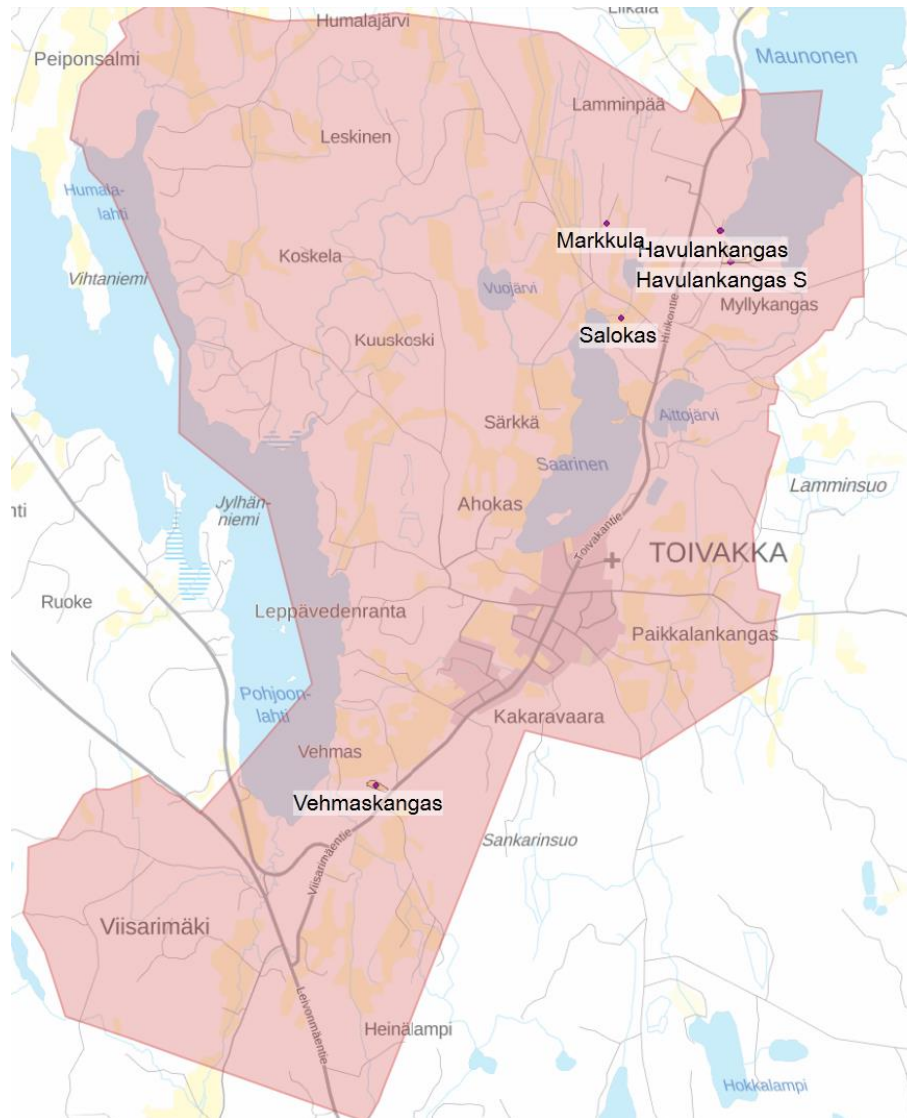 Liikala
Humalajärvi
Peiponsalmi
Maunonen
Lamminpää
Leskinen
Humala-
lahti
Markkula
Havulankangas
Koskela
Vihtaniemi
Havulankangas S
Vuojärvi
Myllykangas
Salokas
Kuuskoski
Huikontie
Särkkä
Aittojärvi
Saarinen
Lamminsuo
Jylhän-
niemi
Ahokas
nti
Toivakantie
TOIVAKKA
Ruoke
Leppävedenranta
Paikkalankangas
Pohjoon-
lahti
Kakaravaara
Vehmas
Vehmaskangas
Sankarinsuo
Viisarimäentie
Viisarimäki
Leivonmäentie
Heinälampi
Hokkalampi